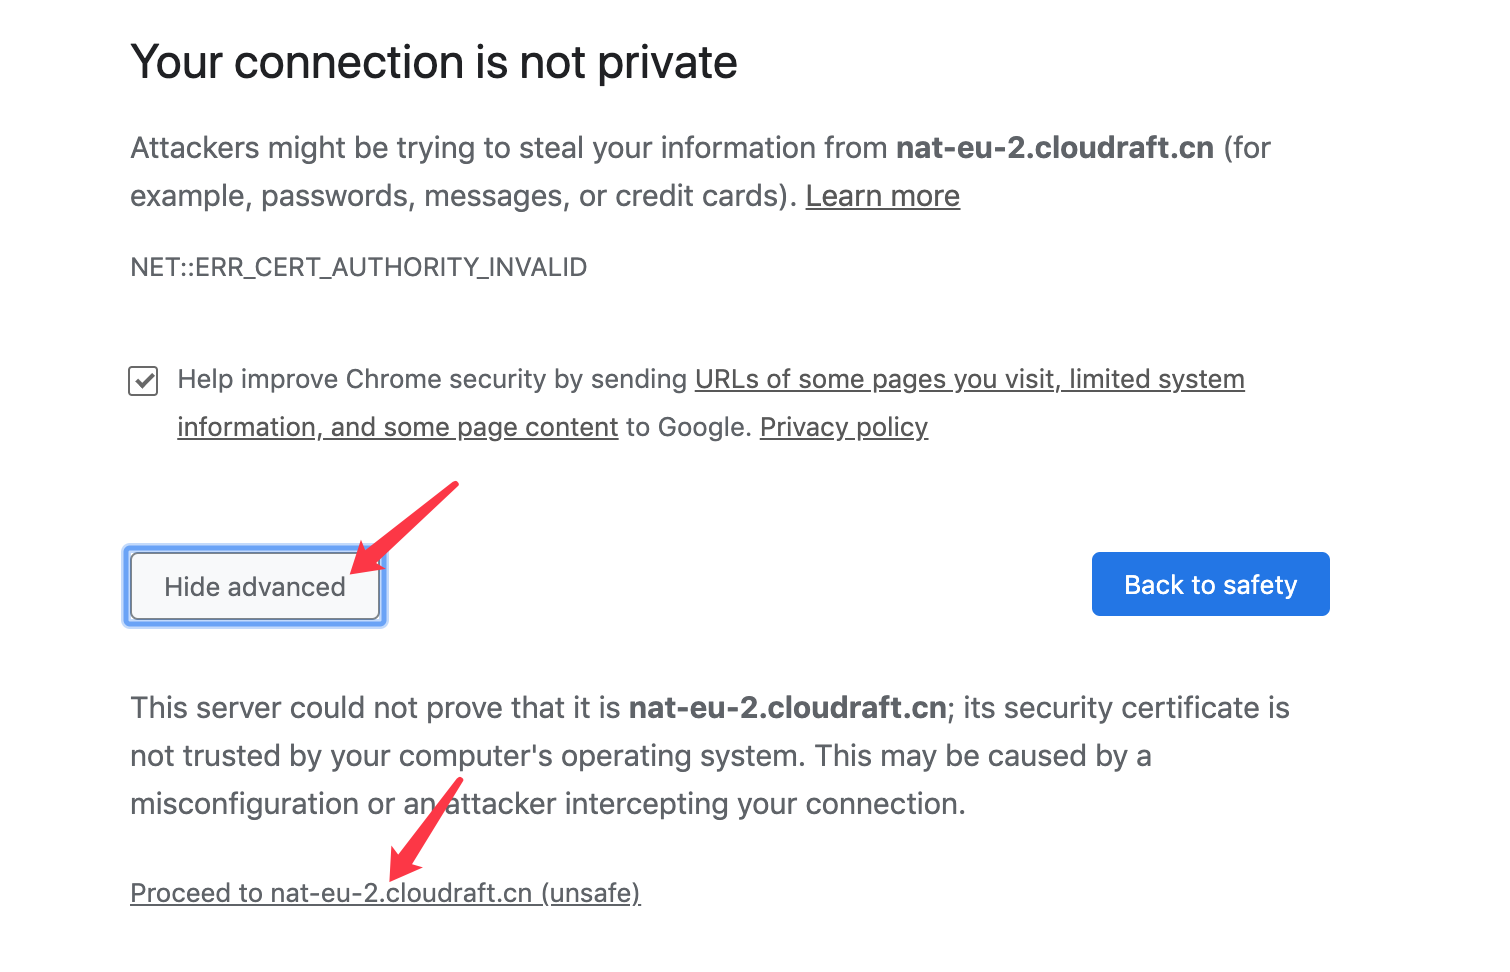 Your connection is not private
Attackers might be trying to steal your information from nat-eu-2.cloudraft.cn (for
example, passwords, messages, or credit cards). Learn more
NET::ERR_CERT_AUTHORITY_INVALID
Help improve Chrome security by sending URLs of some pages you visit, limited system
information, and some page content to Google. Privacy policy
Hide advanced
Back to safety
This server could not prove that it is nat-eu-2.cloudraft.cn; its security certificate is
not trusted by your computer's operating system. This may be caused by a
misconfiguration or an attacker intercepting your connection.
Proceed to nat-eu-2.cloudraft.cn (unsafe)